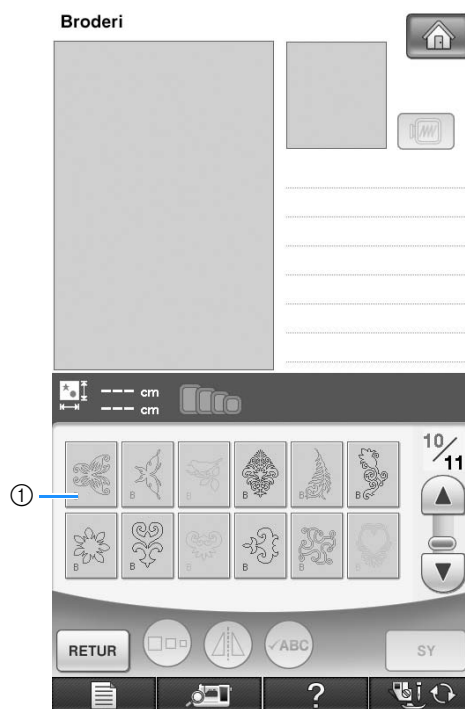 Broderi
--- cm
--- cm
10/11
①
B B B B B
B B B B B B
RETUR
✓ABC
SY
?